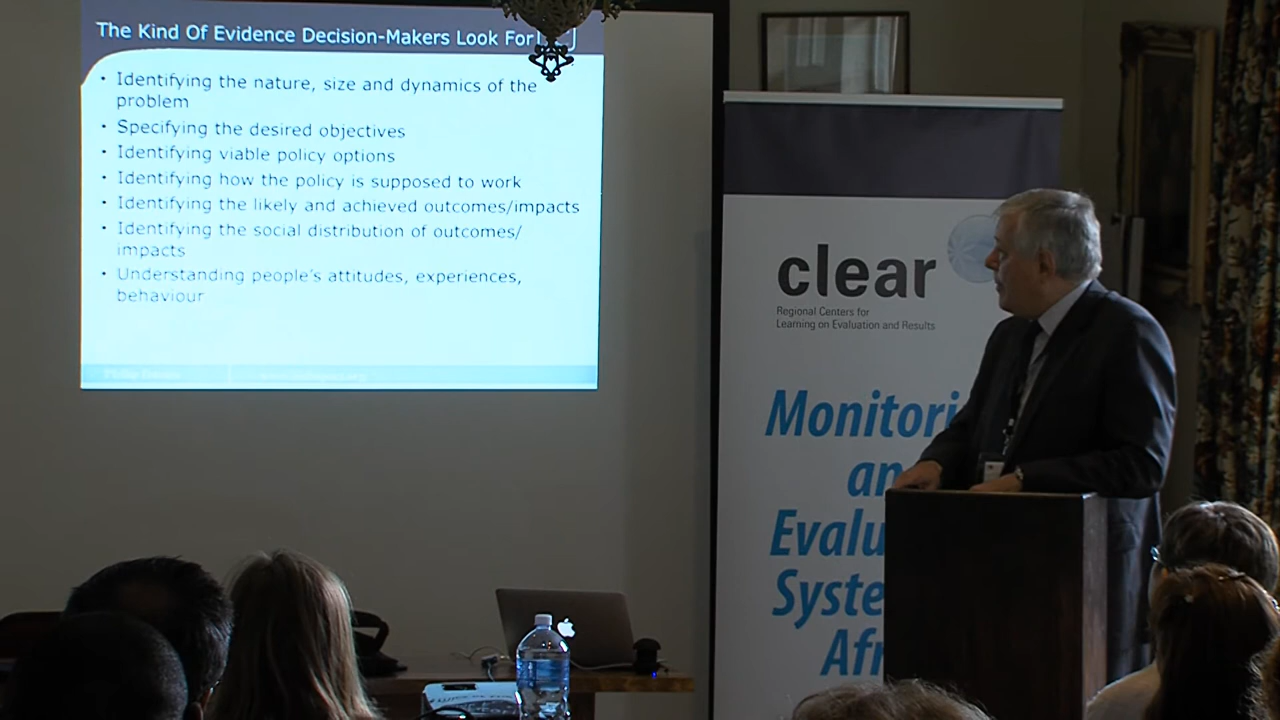 The Kind Of Evidence Decision-Makers Look For
• Identifying the nature, size and dynamics of the
problem
• Specifying the desired objectives
• Identifying viable policy options
• Identifying how the policy is supposed to work
• Identifying the likely and achieved outcomes/impacts
• Identifying the social distribution of outcomes/
impacts
• Understanding people's attitudes, experiences,
behaviour
clear
Regional Centers for
Learning on Evaluation and Results
Monitori
an
Evalu
Syste
Afr